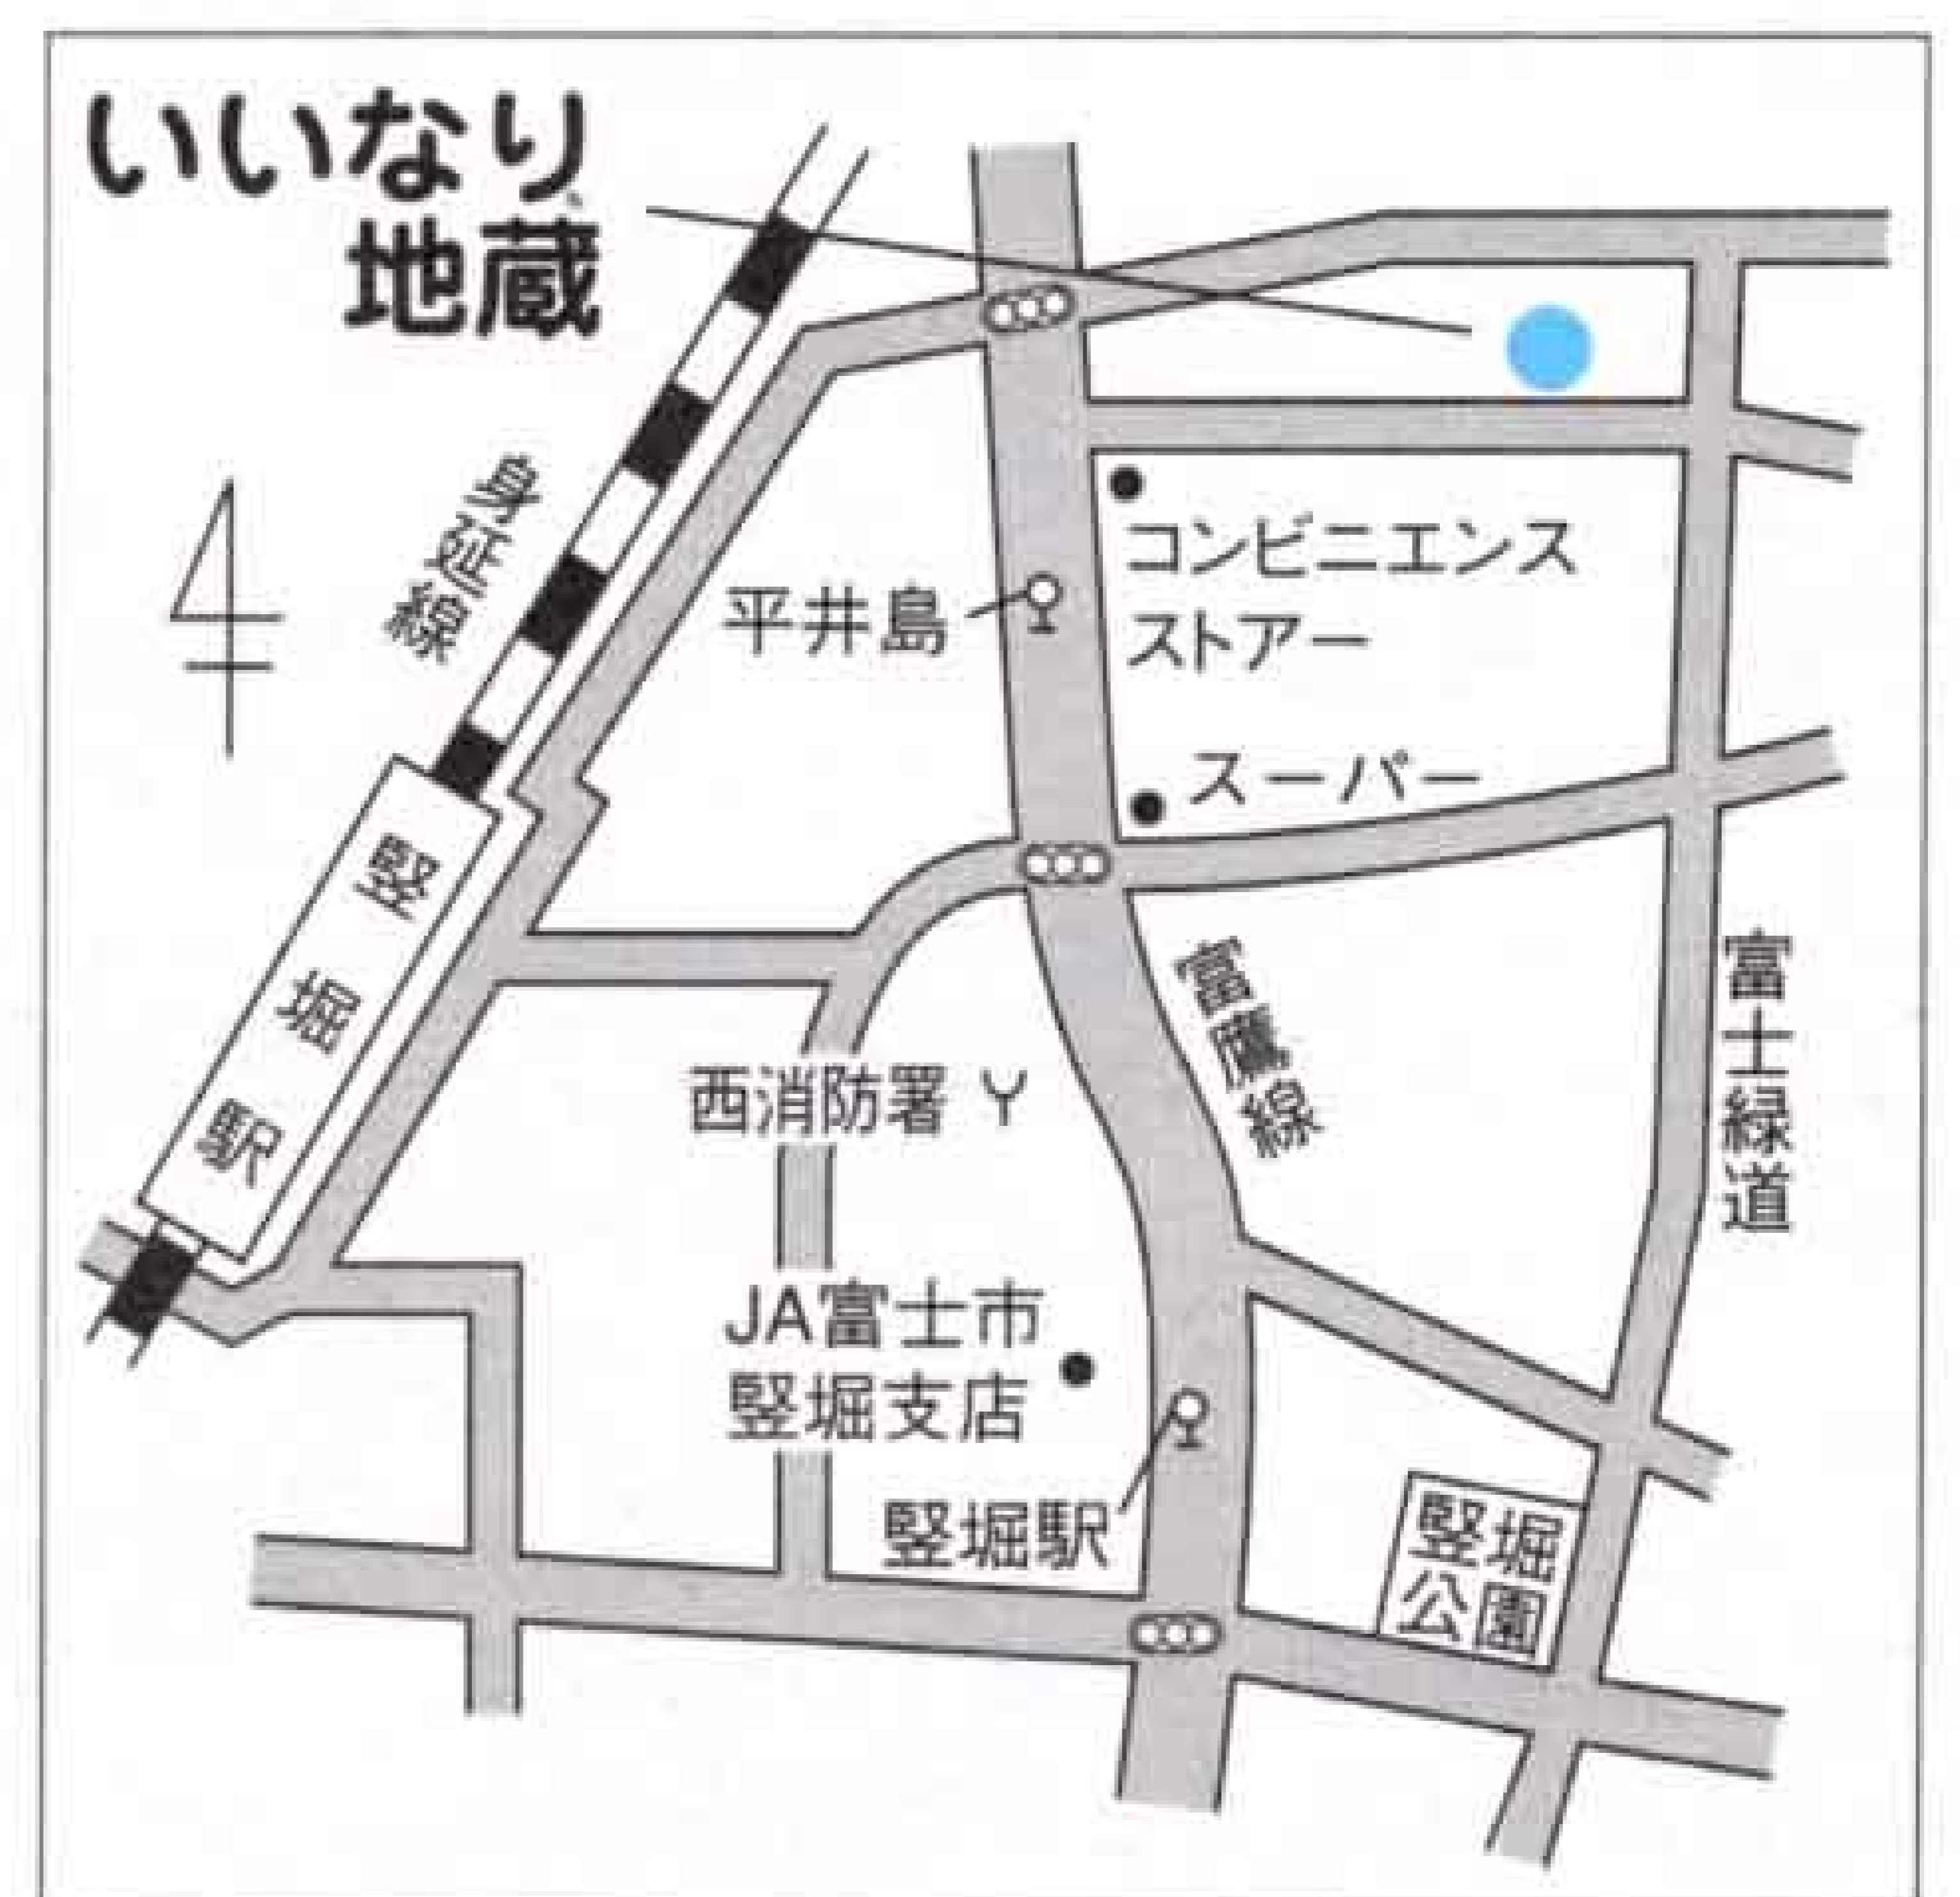 いいなり
地蔵
身延線
平井島
コンビニエンス
ストアー
スーパー
竪堀駅
富鷹線
富士緑道
西消防署
JA富士市
竪堀支店
竪堀駅
竪堀
公園